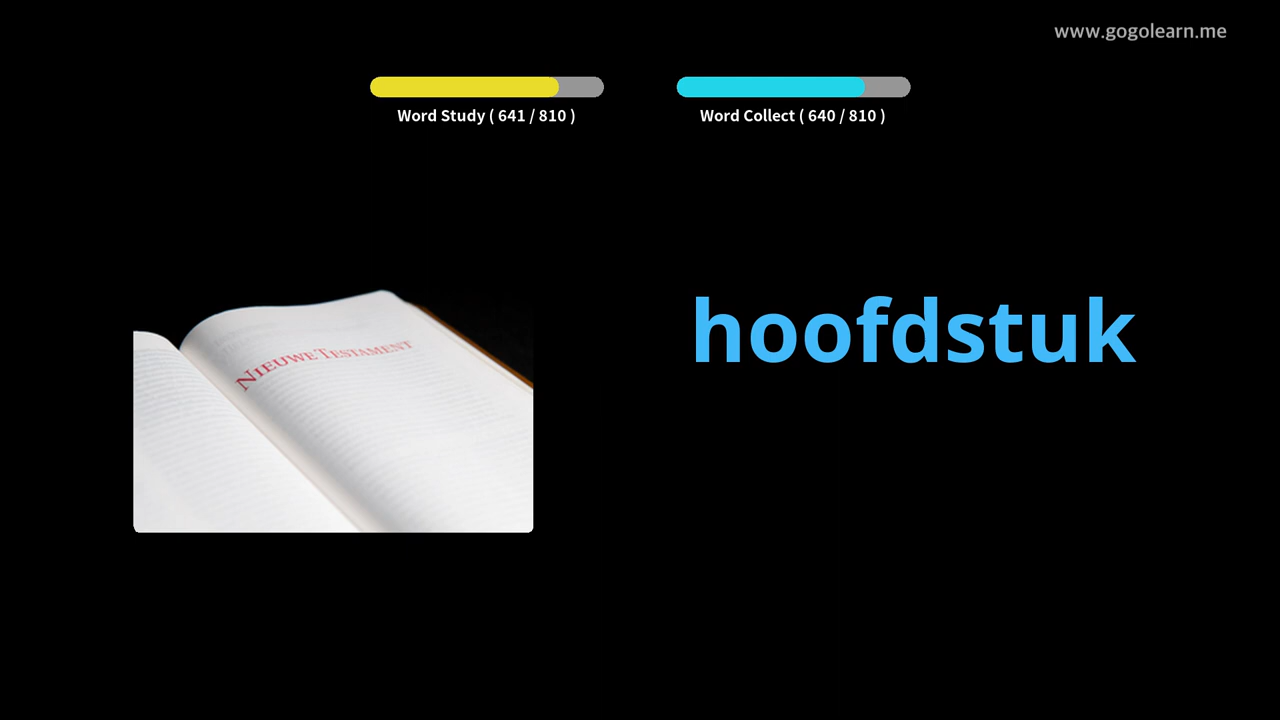 www.gogolearn.me
Word Study ( 641 / 810 )
Word Collect ( 640 / 810 )
NIEUWE TESTAMENT
hoofdstuk